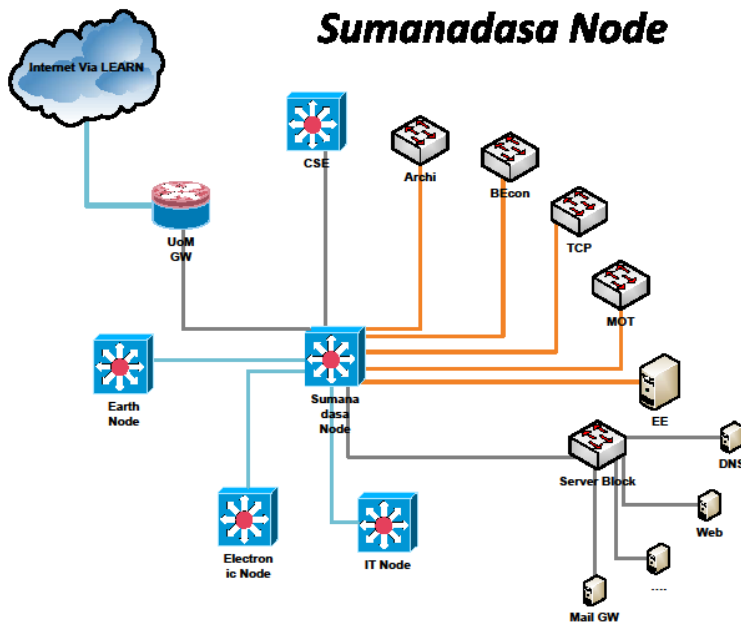 Sumanadasa Node
Internet Via LEARN
CSE
Archi
BEcon
TCP
UoM
GW
MOT
Earth
Node
Sumana
dasa
Node
EE
DNS
Server Block
Web
Electron
ic Node
IT Node
----
Mail GW